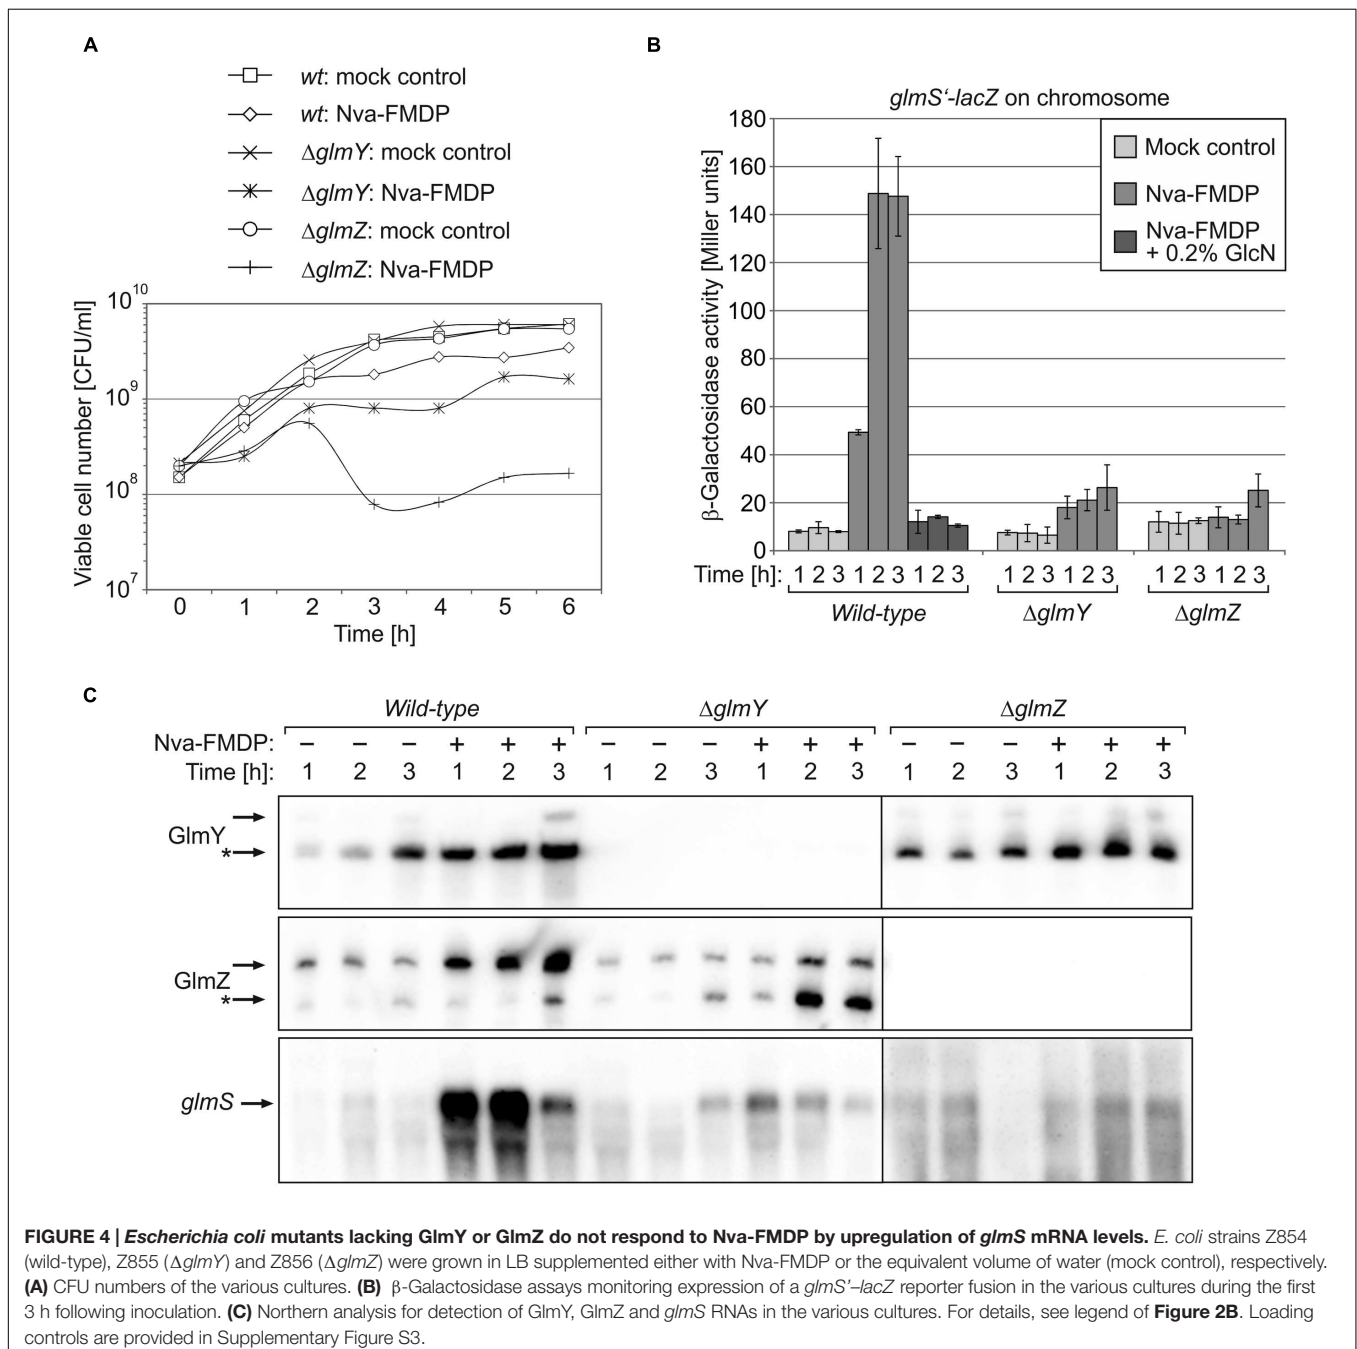 A
wt: mock control
wt: Nva-FMDP
ΔglmY: mock control
ΔglmY: Nva-FMDP
ΔglmZ: mock control
ΔglmZ: Nva-FMDP
Viable cell number [CFU/ml]
10^10
10^9
10^8
10^7
0 1 2 3 4 5 6
Time [h]
B
glmS‘-lacZ on chromosome
β-Galactosidase activity [Miller units]
180
160
140
120
100
80
60
40
20
0
Mock control
Nva-FMDP
Nva-FMDP
+ 0.2% GlcN
Time [h]: 1 2 3 1 2 3 1 2 3 1 2 3 1 2 3 1 2 3 1 2 3
Wild-type ΔglmY ΔglmZ
C
Wild-type ΔglmY ΔglmZ
Nva-FMDP: – – – + + + – – – + + + – – – + + +
Time [h]: 1 2 3 1 2 3 1 2 3 1 2 3 1 2 3 1 2 3
GlmY
*
GlmZ
*
glmS
FIGURE 4 | Escherichia coli mutants lacking GlmY or GlmZ do not respond to Nva-FMDP by upregulation of glmS mRNA levels. E. coli strains Z854
(wild-type), Z855 (ΔglmY) and Z856 (ΔglmZ) were grown in LB supplemented either with Nva-FMDP or the equivalent volume of water (mock control), respectively.
(A) CFU numbers of the various cultures. (B) β-Galactosidase assays monitoring expression of a glmS’–lacZ reporter fusion in the various cultures during the first
3 h following inoculation. (C) Northern analysis for detection of GlmY, GlmZ and glmS RNAs in the various cultures. For details, see legend of Figure 2B. Loading
controls are provided in Supplementary Figure S3.